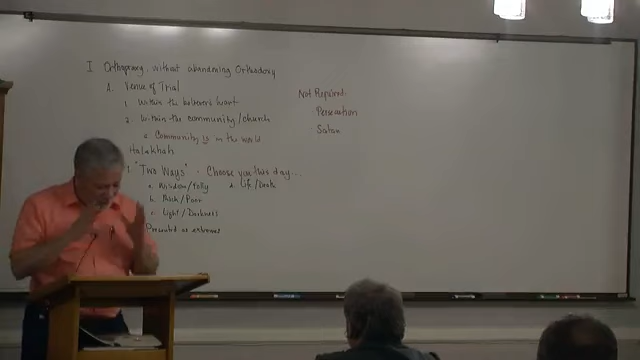 I Orthopraxy, without abandoning Orthodoxy
A. Venue of Trial
1. Within the believer's heart
2. Within the community/church
a. Community is in the world
Halakhah
1. "Two Ways" - Choose you this day...
a. Wisdom/Folly d. Life/Death
b. Rich/Poor
c. Light/Darkness
Presented as extremes
Not Required:
Persecution
Satan